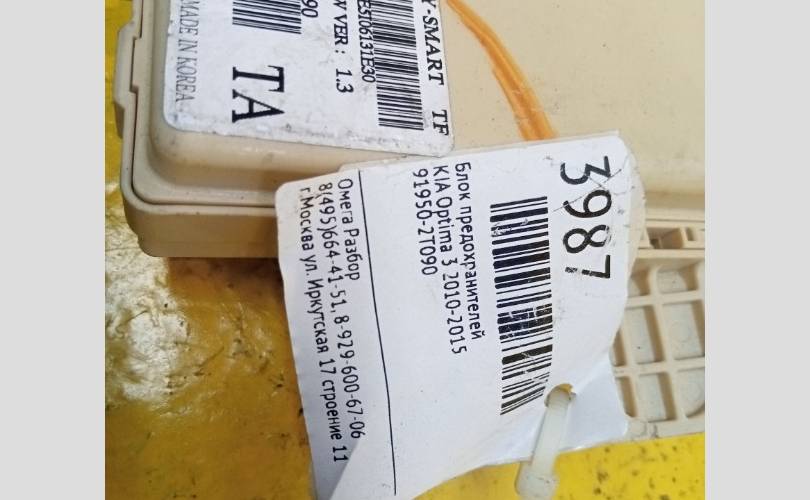 Y-SMART TF
E5J06131E30
W VER : 1.3
90
TA
MADE IN KOREA
3987
Блок предохранителей
KIA Optima 3 2010-2015
91950-2T090
Омега Разбор
8(495)664-41-51, 8-929-600-67-06
г.Москва ул. Иркутская 17 строение 11